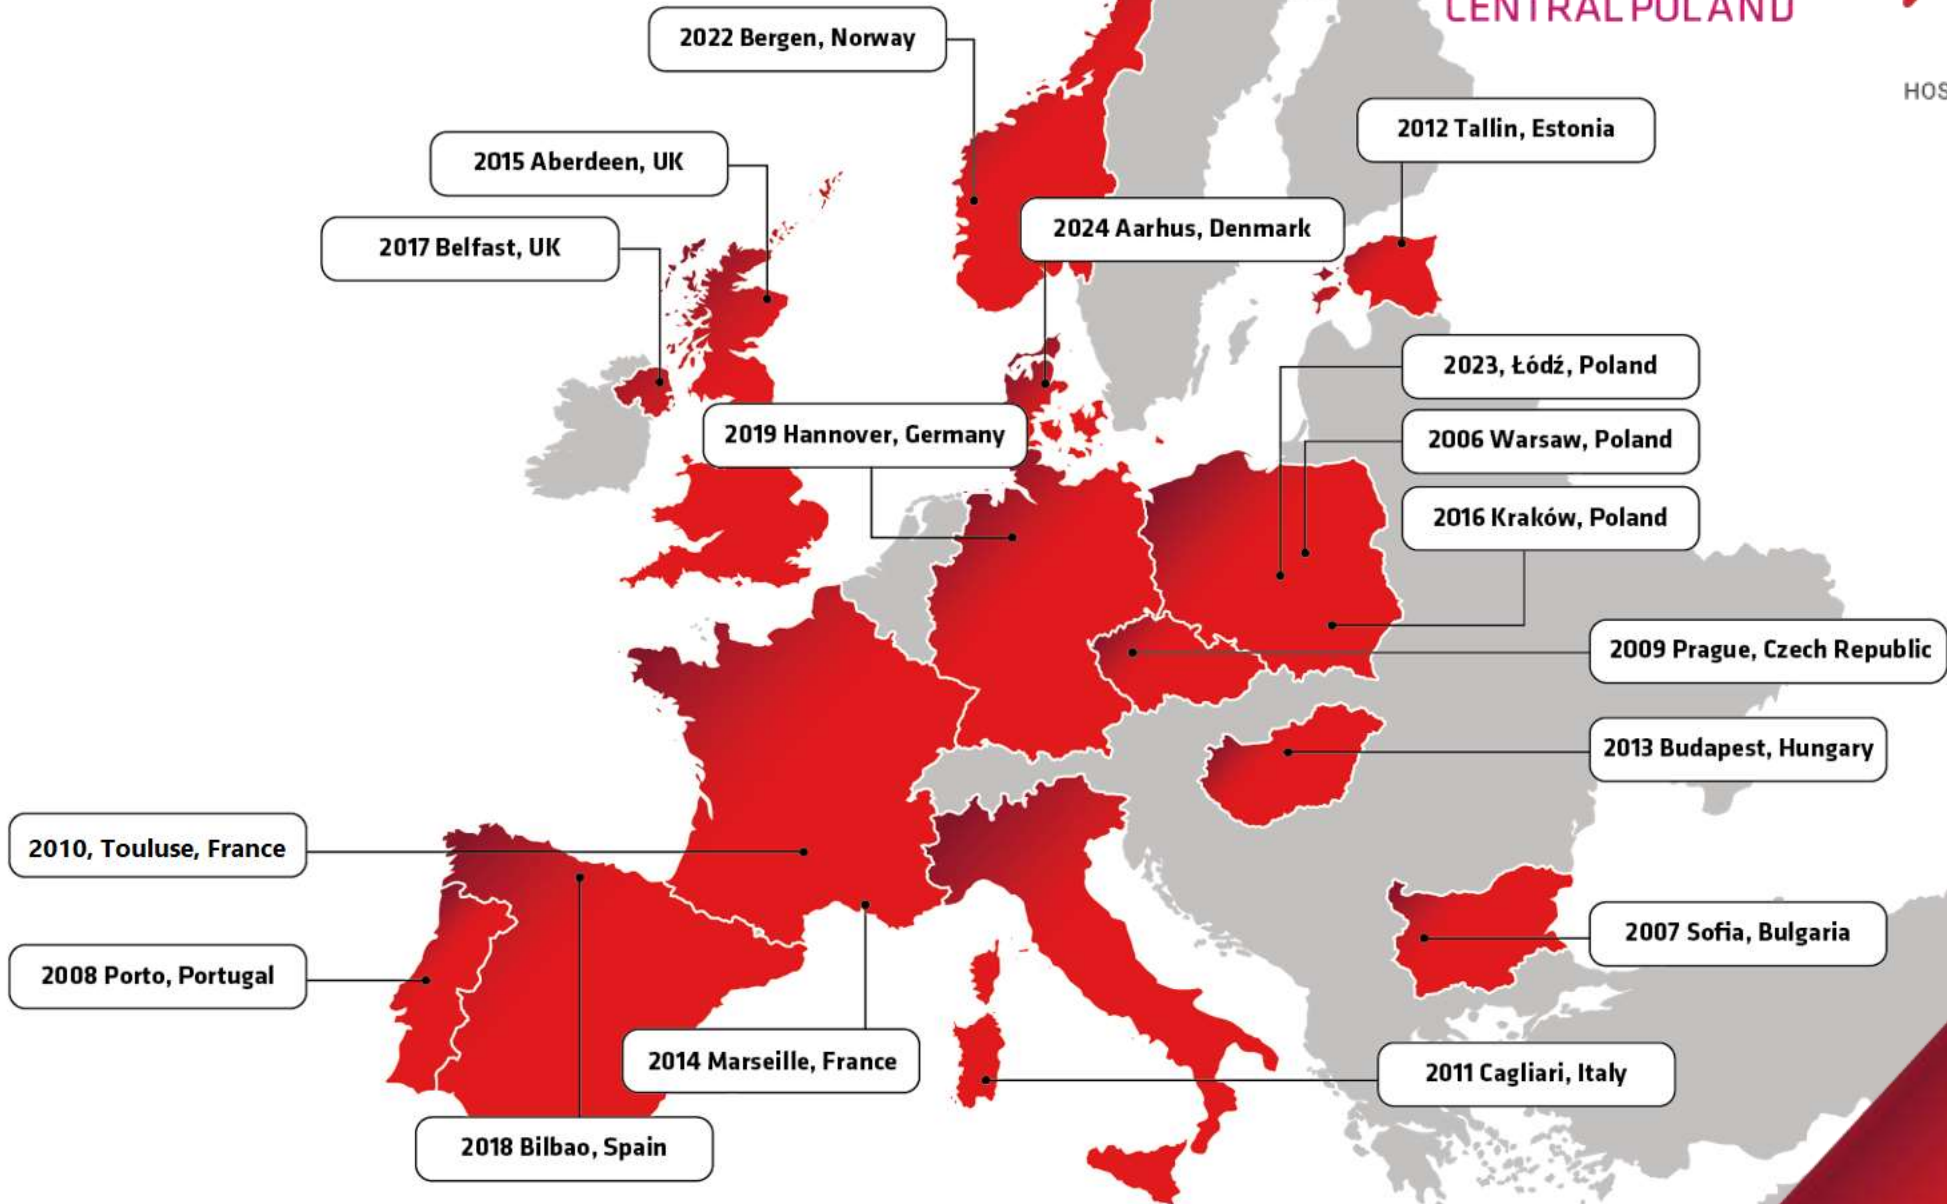 CENTRAL POLAND
HOS
2022 Bergen, Norway
2012 Tallin, Estonia
2015 Aberdeen, UK
2017 Belfast, UK
2024 Aarhus, Denmark
2023, Łódź, Poland
2019 Hannover, Germany
2006 Warsaw, Poland
2016 Kraków, Poland
2009 Prague, Czech Republic
2013 Budapest, Hungary
2010, Touluse, France
2007 Sofia, Bulgaria
2008 Porto, Portugal
2014 Marseille, France
2011 Cagliari, Italy
2018 Bilbao, Spain